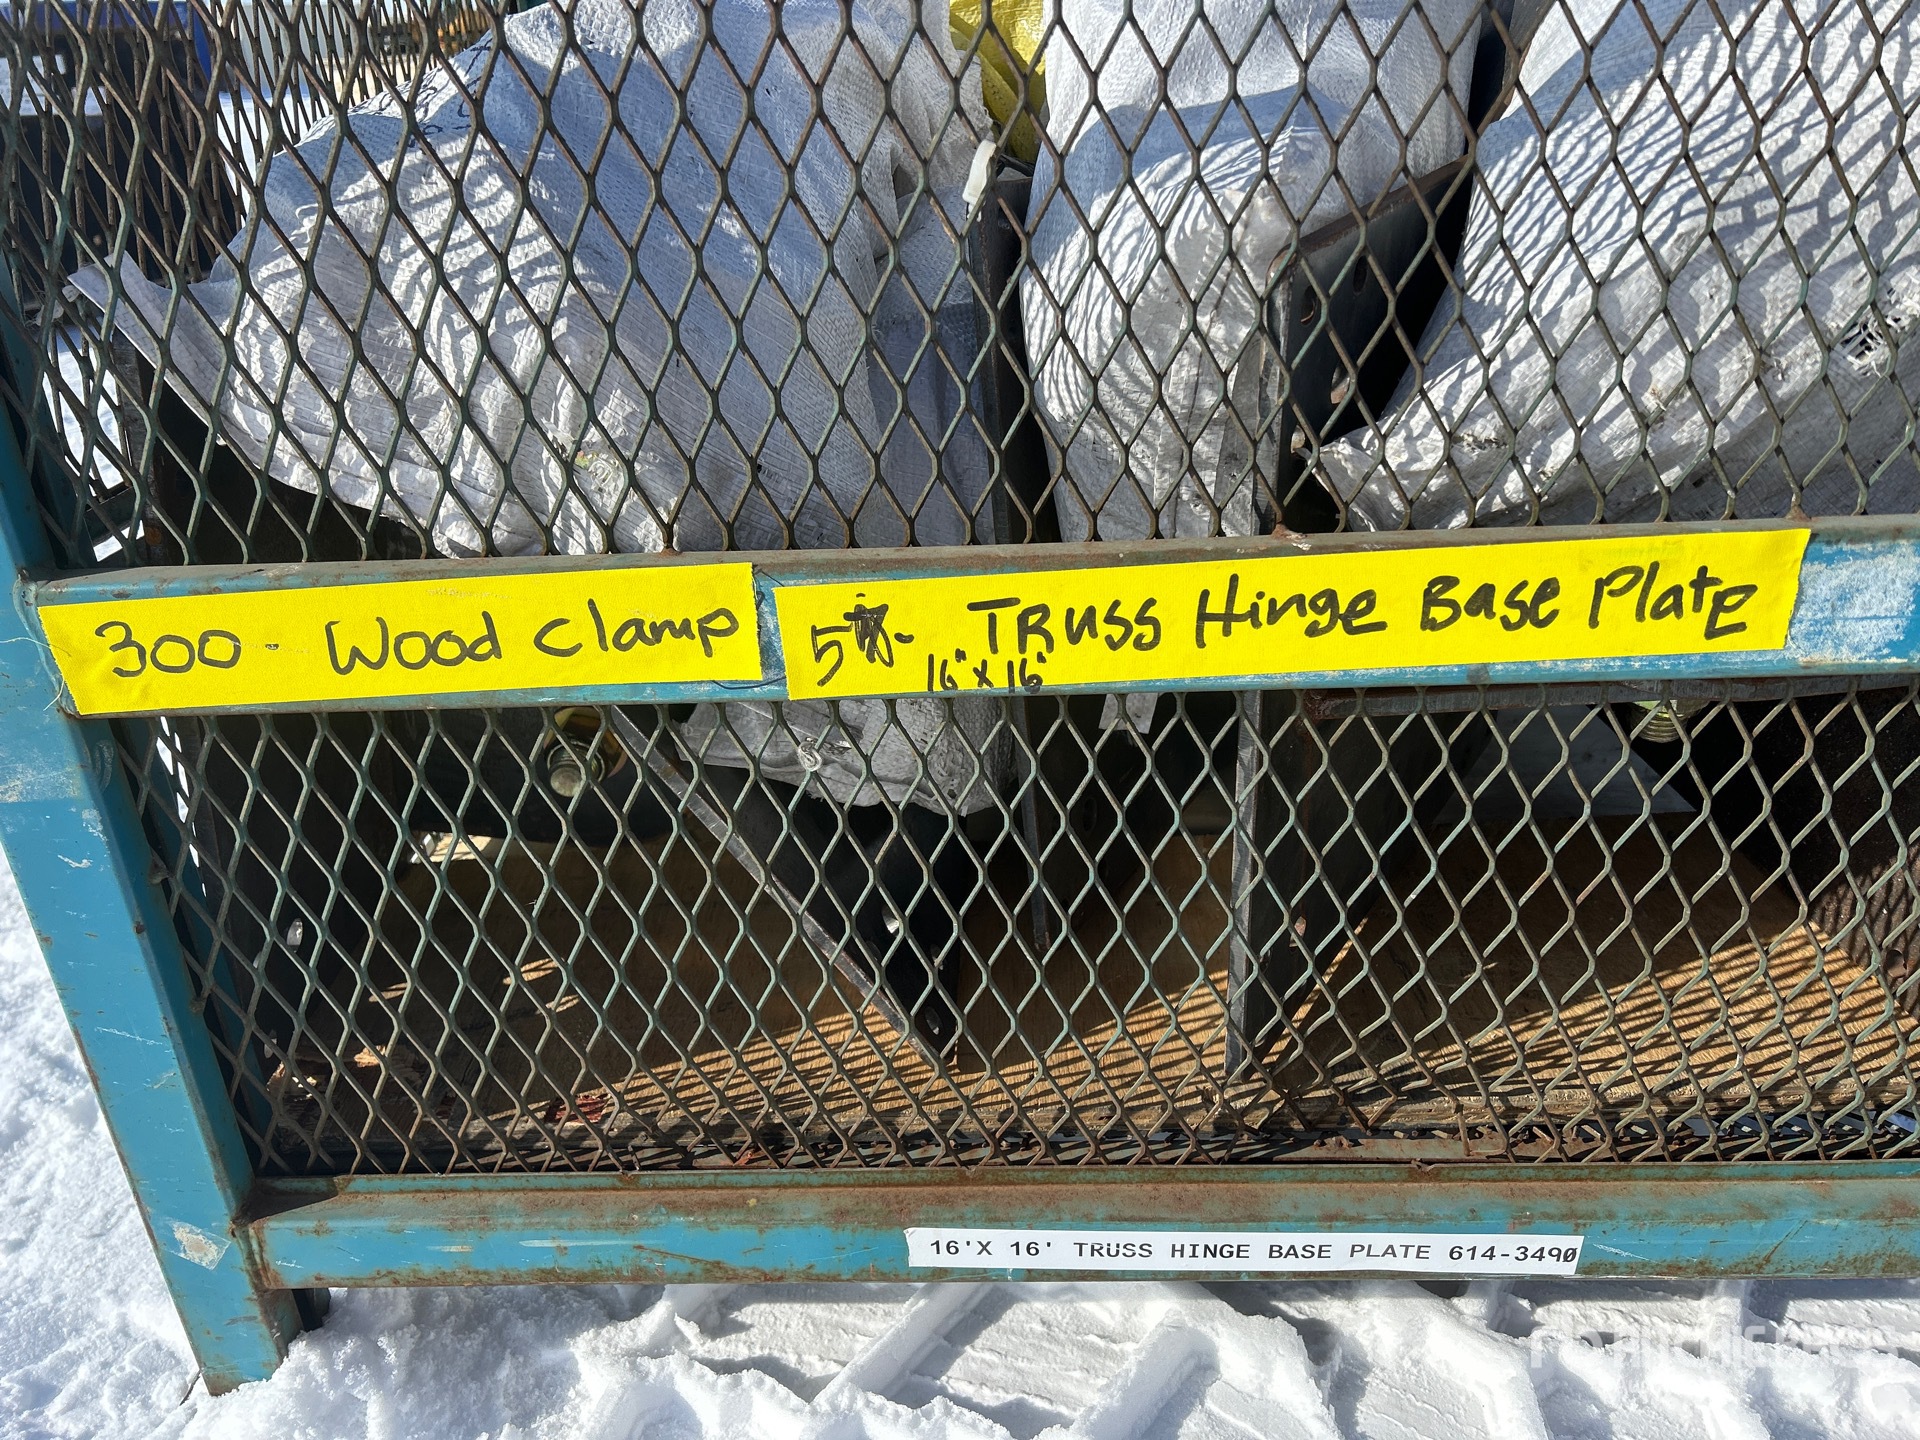 300 - Wood Clamp
5 - Truss Hinge Base Plate
16" x 16"
16'X 16' TRUSS HINGE BASE PLATE 614-3490